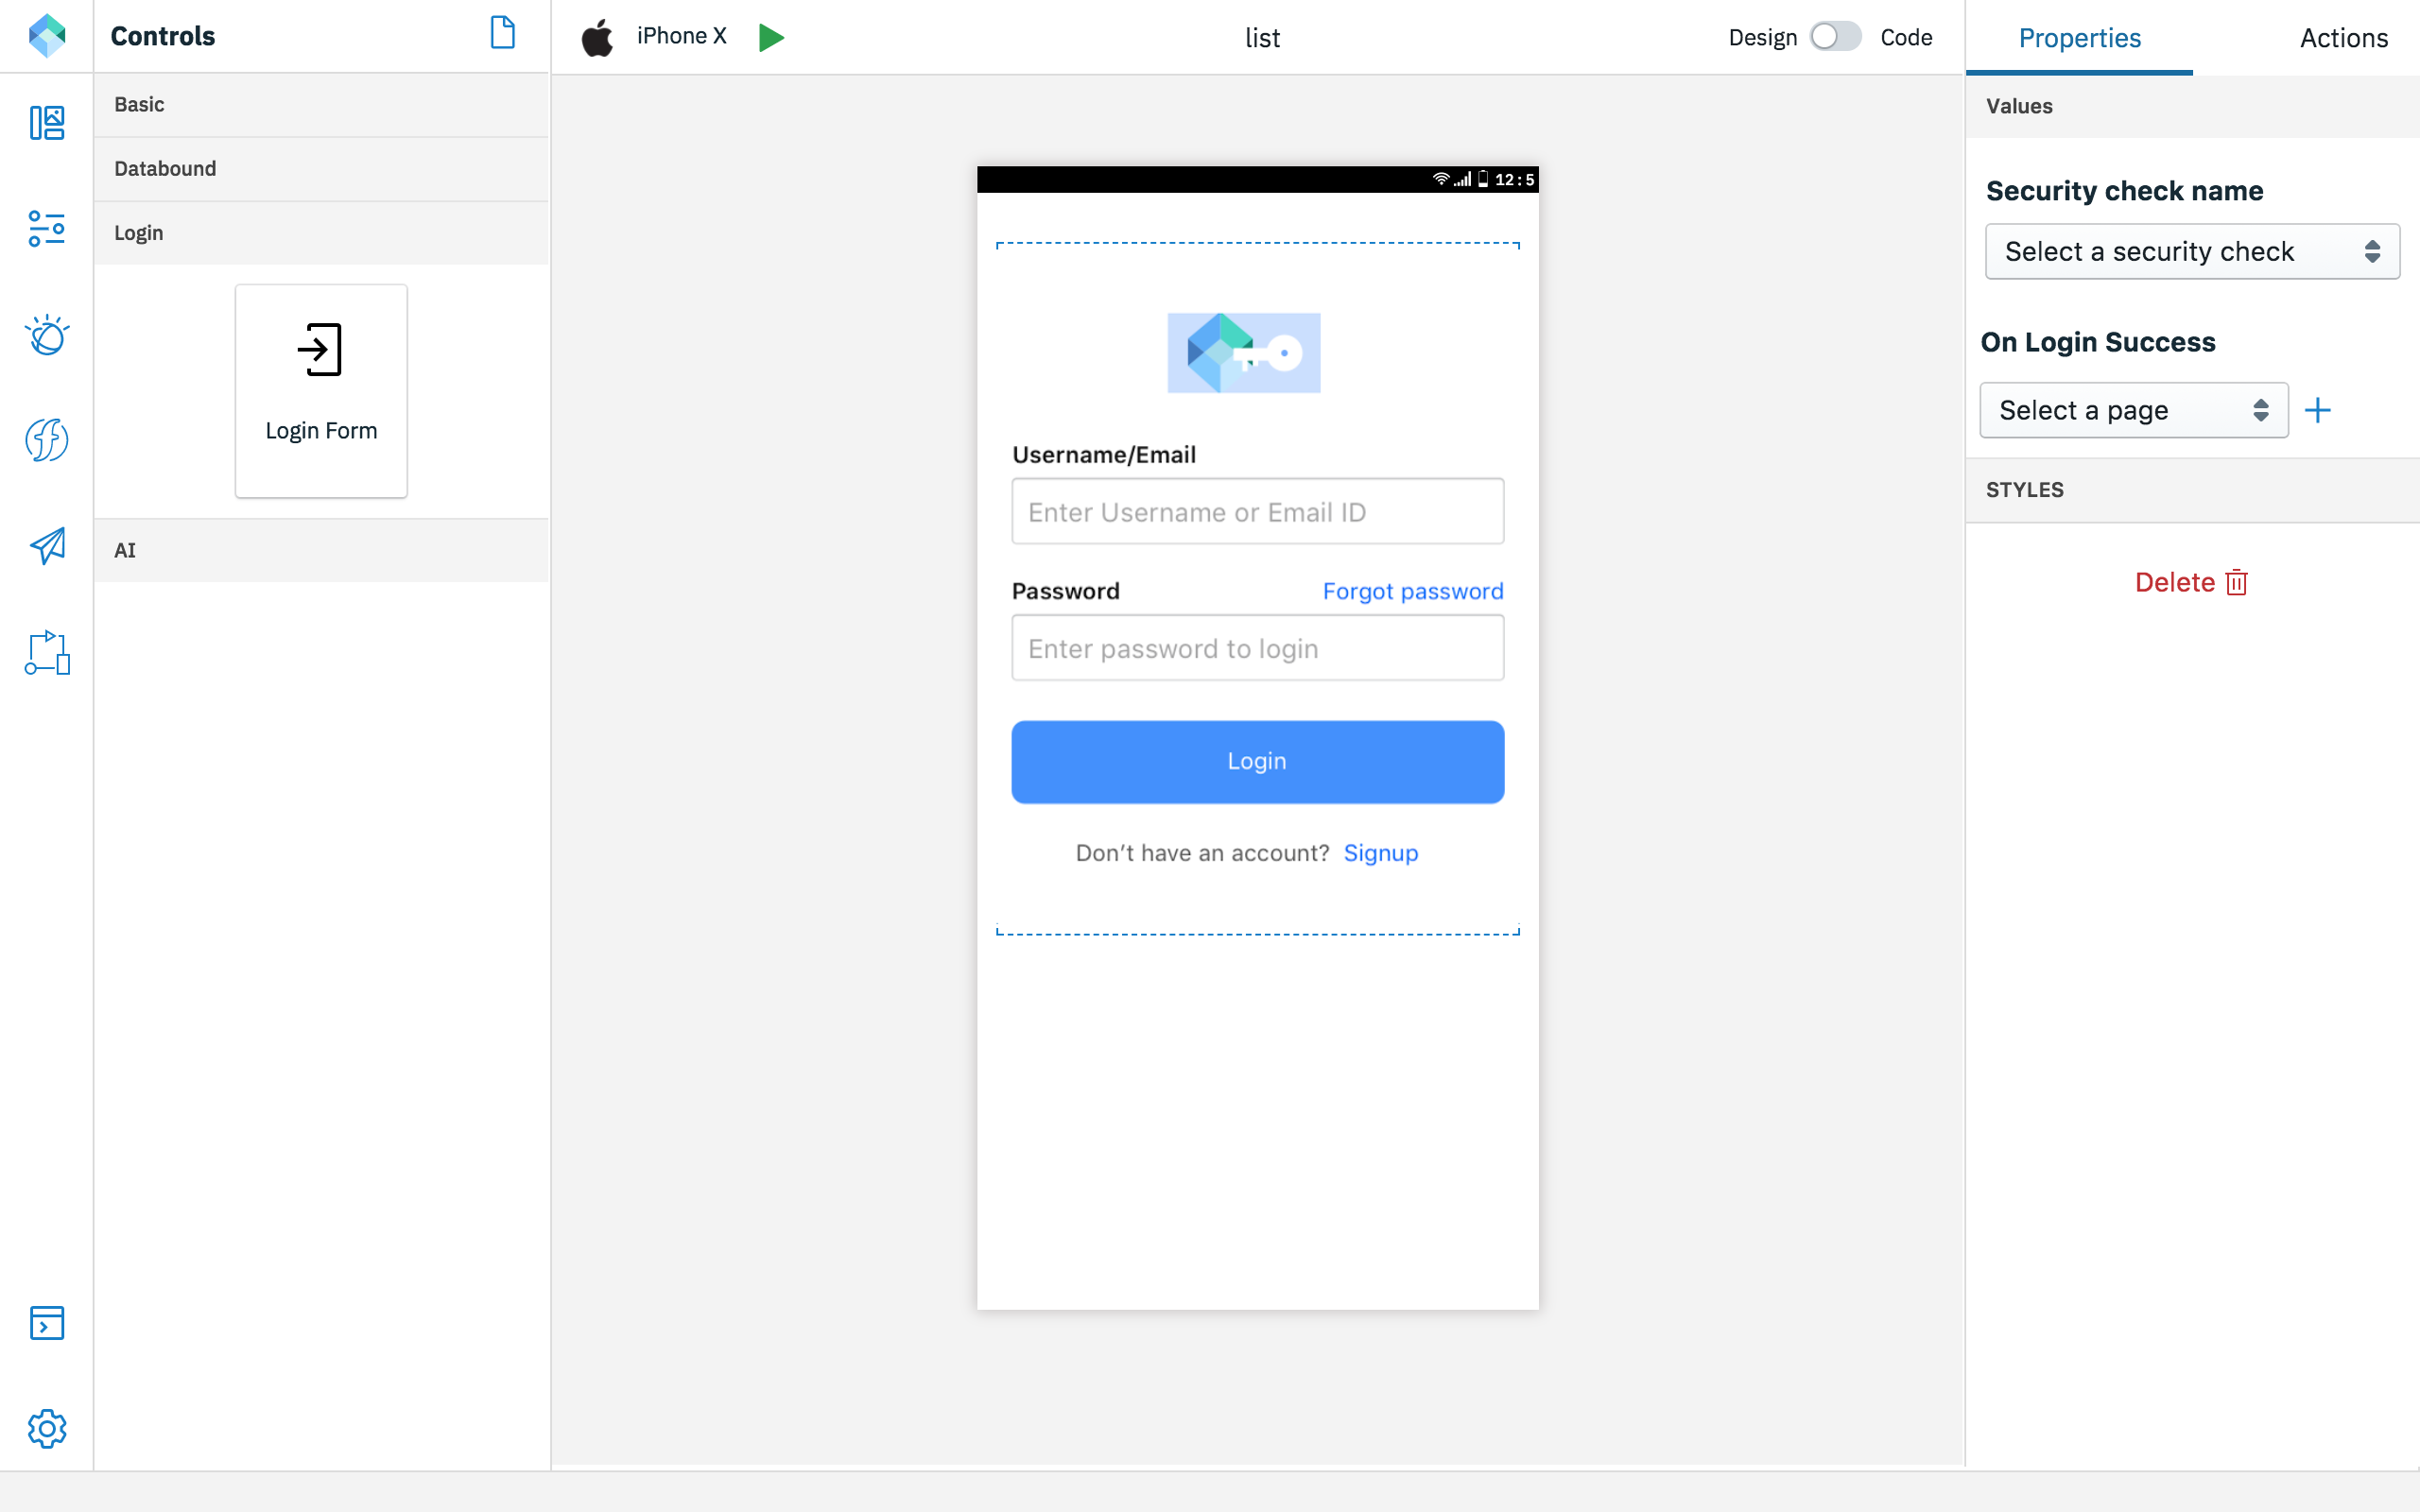 Controls
iPhone X
list
Design
Code
Properties
Actions
Basic
Databound
Login
Login Form
AI
12:5
Username/Email
Enter Username or Email ID
Password
Forgot password
Enter password to login
Login
Don't have an account? Signup
Values
Security check name
Select a security check
On Login Success
Select a page
STYLES
Delete